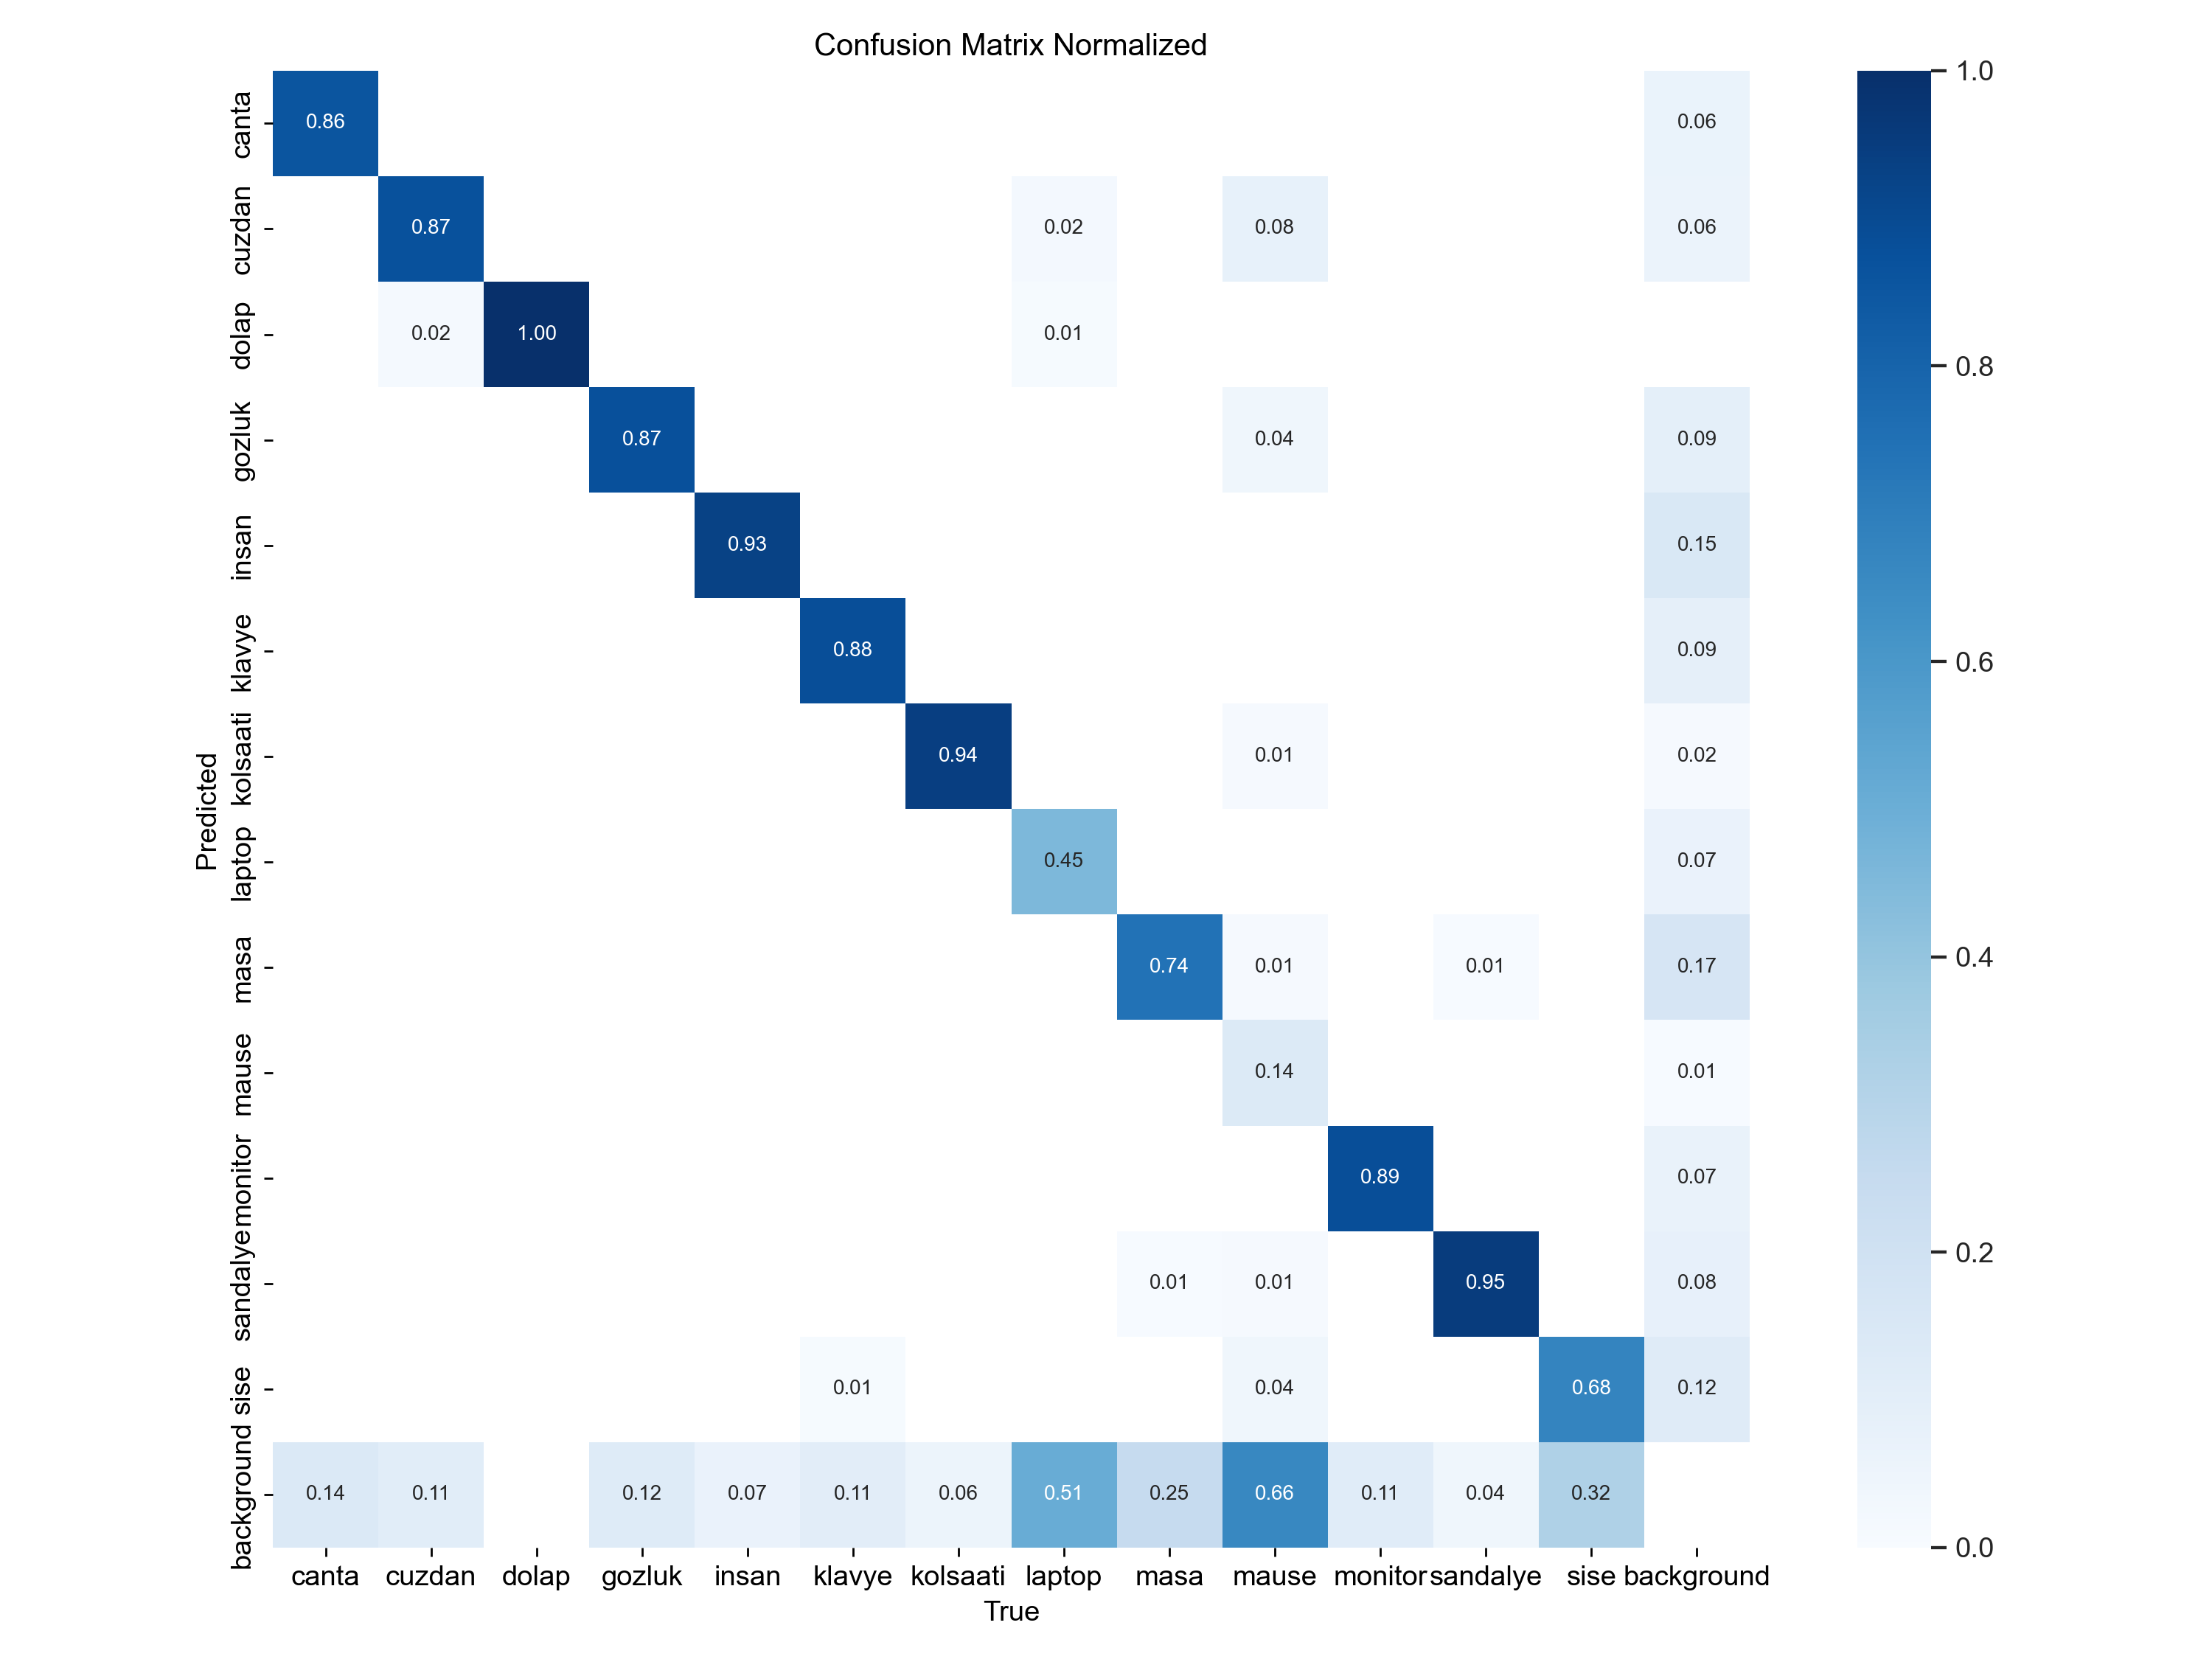 Confusion Matrix Normalized
canta 0.86 0.06
cuzdan 0.87 0.02 0.08 0.06
dolap 0.02 1.00 0.01
gozluk 0.87 0.04 0.09
insan 0.93 0.15
klavye 0.88 0.09
kolsaati 0.94 0.01 0.02
laptop 0.45 0.07
masa 0.74 0.01 0.01 0.17
mause 0.14 0.01
monitor 0.89 0.07
sandalye 0.01 0.01 0.95 0.08
sise 0.01 0.04 0.68 0.12
background 0.14 0.11 0.12 0.07 0.11 0.06 0.51 0.25 0.66 0.11 0.04 0.32
canta cuzdan dolap gozluk insan klavye kolsaati laptop masa mause monitor sandalye sise background
True
Predicted
1.0
0.8
0.6
0.4
0.2
0.0